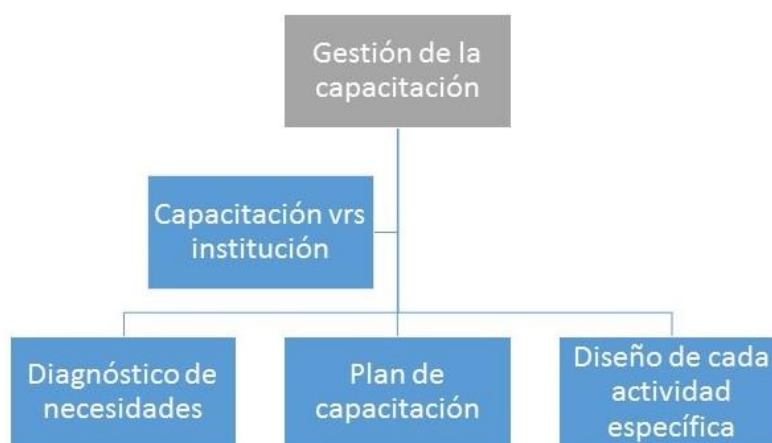 Gestión de la
capacitación
Capacitación vrs
institución
Diagnóstico de
necesidades
Plan de
capacitación
Diseño de cada
actividad
específica